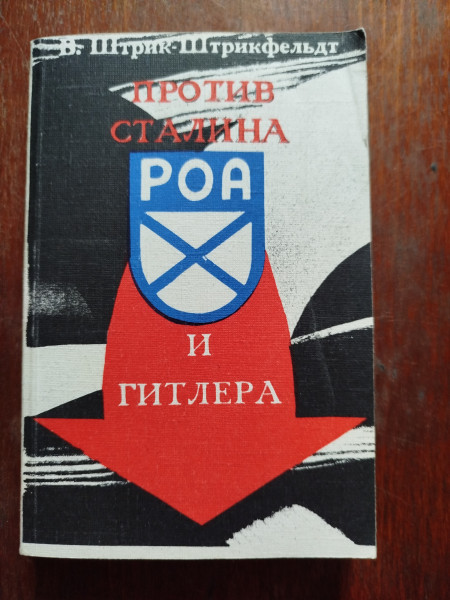 В. Штрик-Штрикфельдт
ПРОТИВ
СТАЛИНА
РОА
И
ГИТЛЕРА